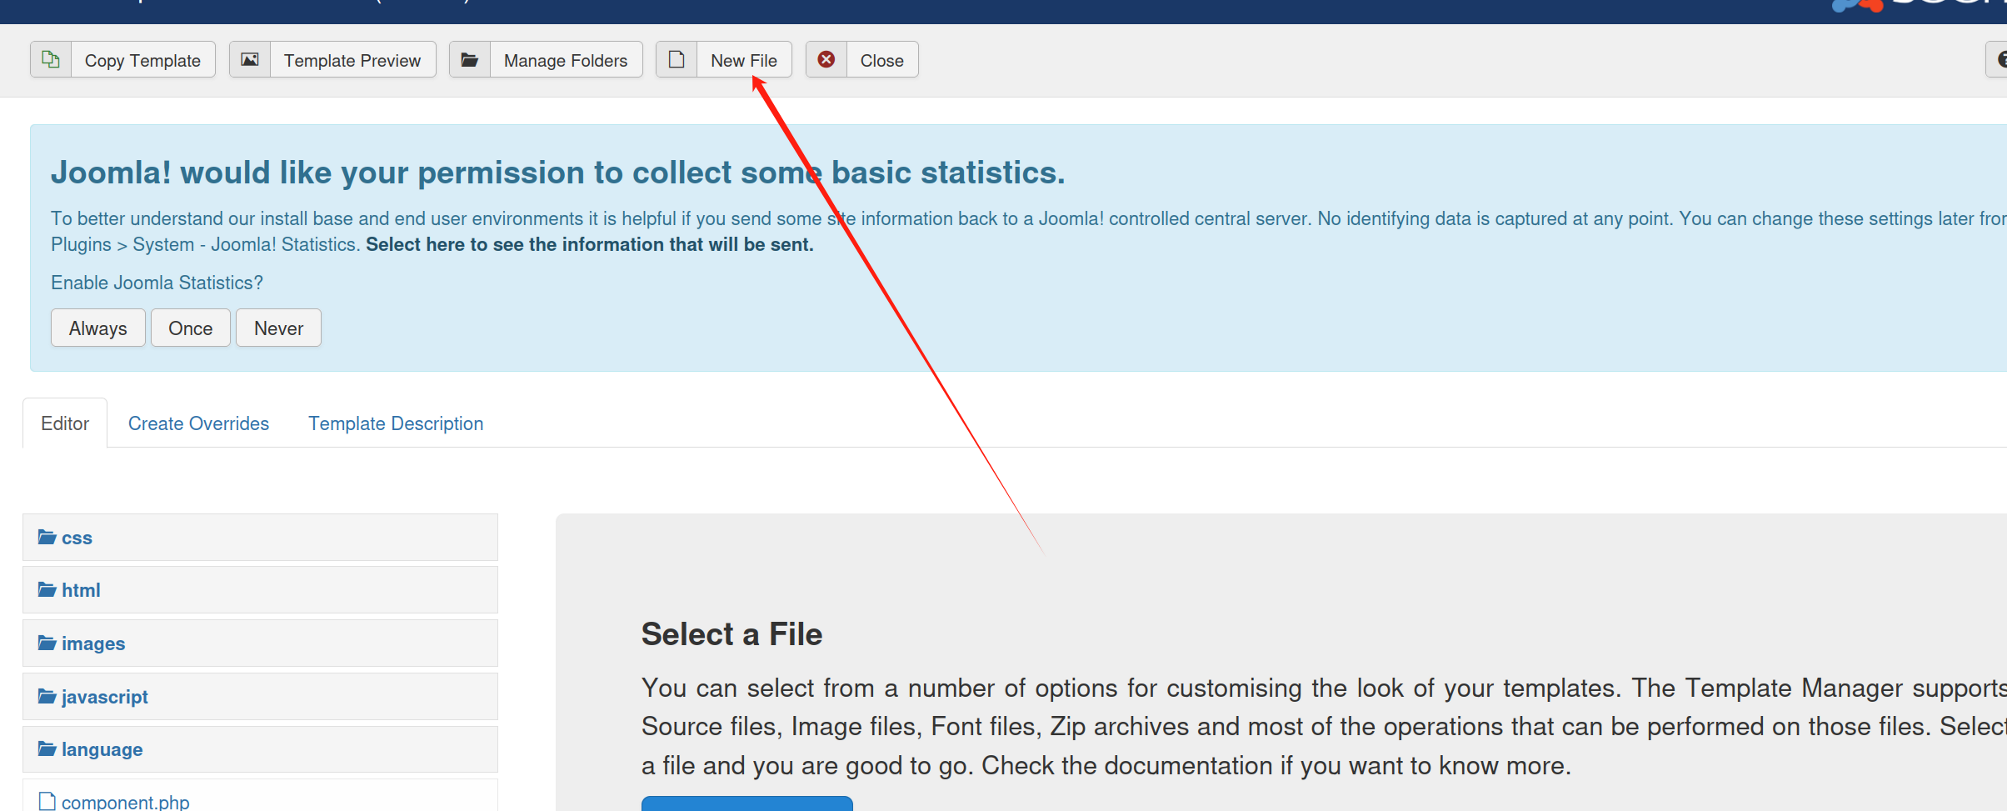 Copy Template
Template Preview
Manage Folders
New File
Close
Joomla! would like your permission to collect some basic statistics.
To better understand our install base and end user environments it is helpful if you send some site information back to a Joomla! controlled central server. No identifying data is captured at any point. You can change these settings later from
Plugins > System - Joomla! Statistics. Select here to see the information that will be sent.
Enable Joomla Statistics?
Always
Once
Never
Editor
Create Overrides
Template Description
css
html
images
javascript
language
component.php
Select a File
You can select from a number of options for customising the look of your templates. The Template Manager supports
Source files, Image files, Font files, Zip archives and most of the operations that can be performed on those files. Select
a file and you are good to go. Check the documentation if you want to know more.